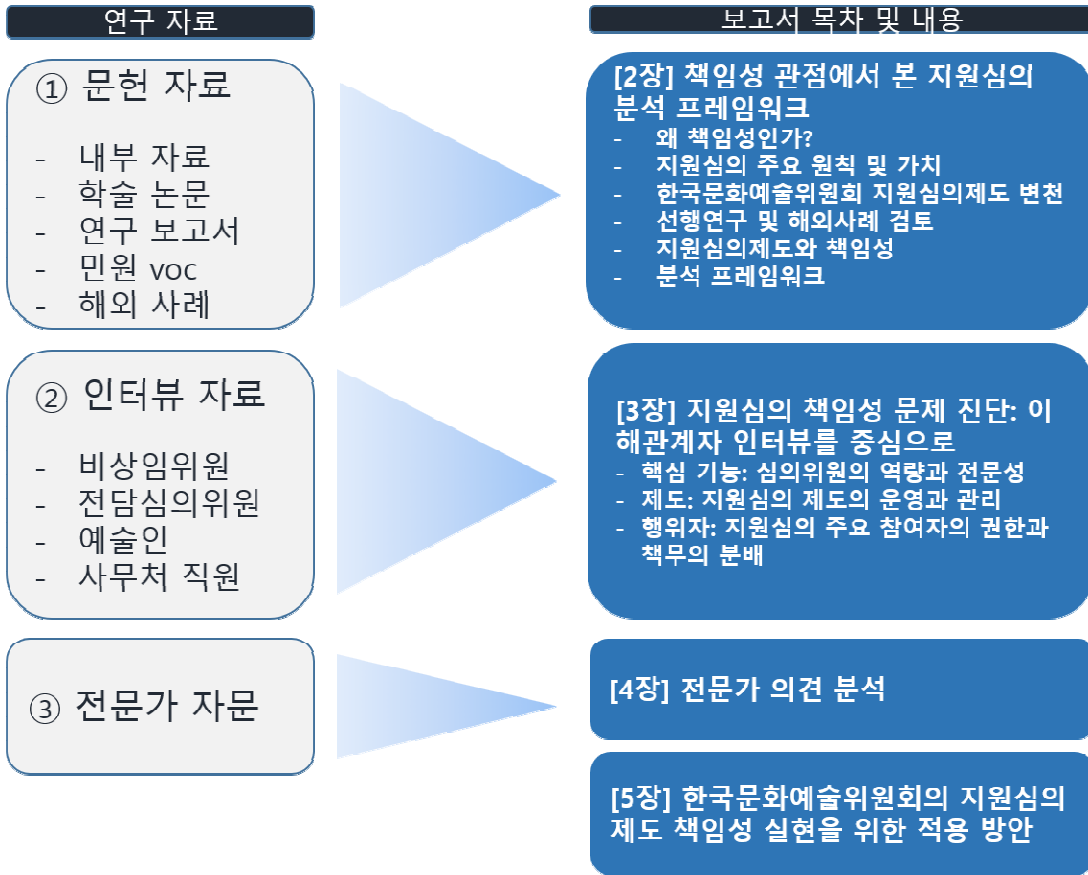 연구 자료
보고서 목차 및 내용
① 문헌 자료
- 내부 자료
- 학술 논문
- 연구 보고서
- 민원 voc
- 해외 사례
[2장] 책임성 관점에서 본 지원심의
분석 프레임워크
- 왜 책임성인가?
- 지원심의 주요 원칙 및 가치
- 한국문화예술위원회 지원심의제도 변천
- 선행연구 및 해외사례 검토
- 지원심의제도와 책임성
- 분석 프레임워크
② 인터뷰 자료
- 비상임위원
- 전담심의위원
- 예술인
- 사무처 직원
[3장] 지원심의 책임성 문제 진단: 이
해관계자 인터뷰를 중심으로
- 핵심 기능: 심의위원의 역량과 전문성
- 제도: 지원심의 제도의 운영과 관리
- 행위자: 지원심의 주요 참여자의 권한과
책무의 분배
③ 전문가 자문
[4장] 전문가 의견 분석
[5장] 한국문화예술위원회의 지원심의
제도 책임성 실현을 위한 적용 방안